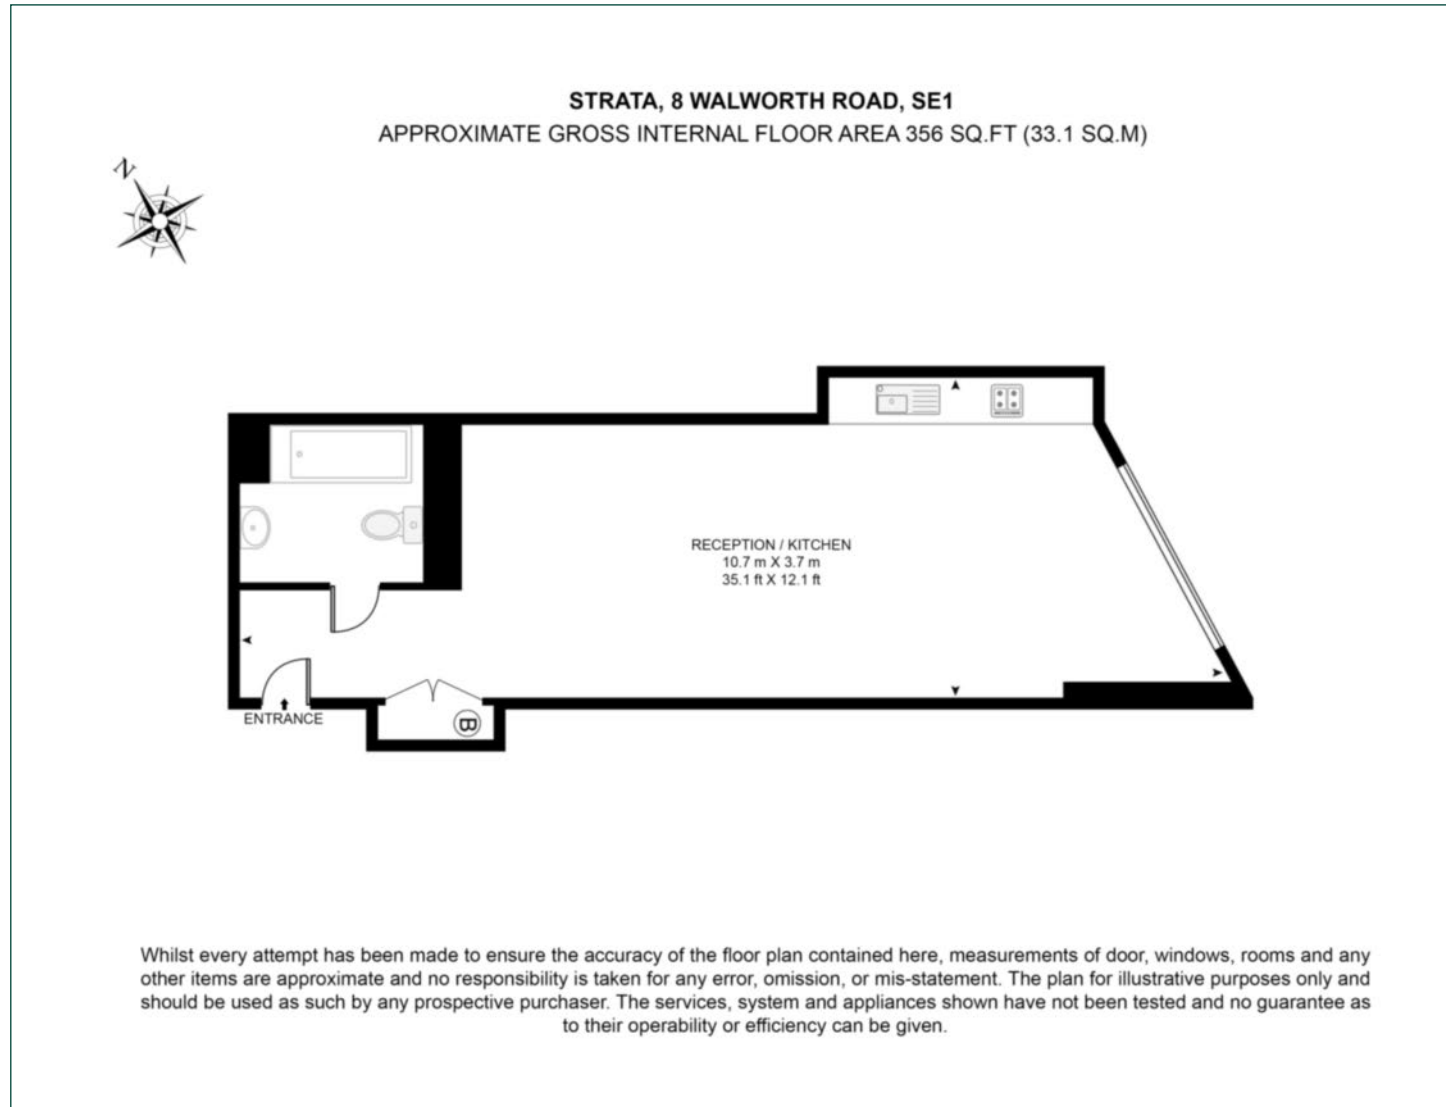 STRATA, 8 WALWORTH ROAD, SE1
APPROXIMATE GROSS INTERNAL FLOOR AREA 356 SQ.FT (33.1 SQ.M)
N
RECEPTION / KITCHEN
10.7 m X 3.7 m
35.1 ft X 12.1 ft
B
ENTRANCE
Whilst every attempt has been made to ensure the accuracy of the floor plan contained here, measurements of door, windows, rooms and any
other items are approximate and no responsibility is taken for any error, omission, or mis-statement. The plan for illustrative purposes only and
should be used as such by any prospective purchaser. The services, system and appliances shown have not been tested and no guarantee as
to their operability or efficiency can be given.